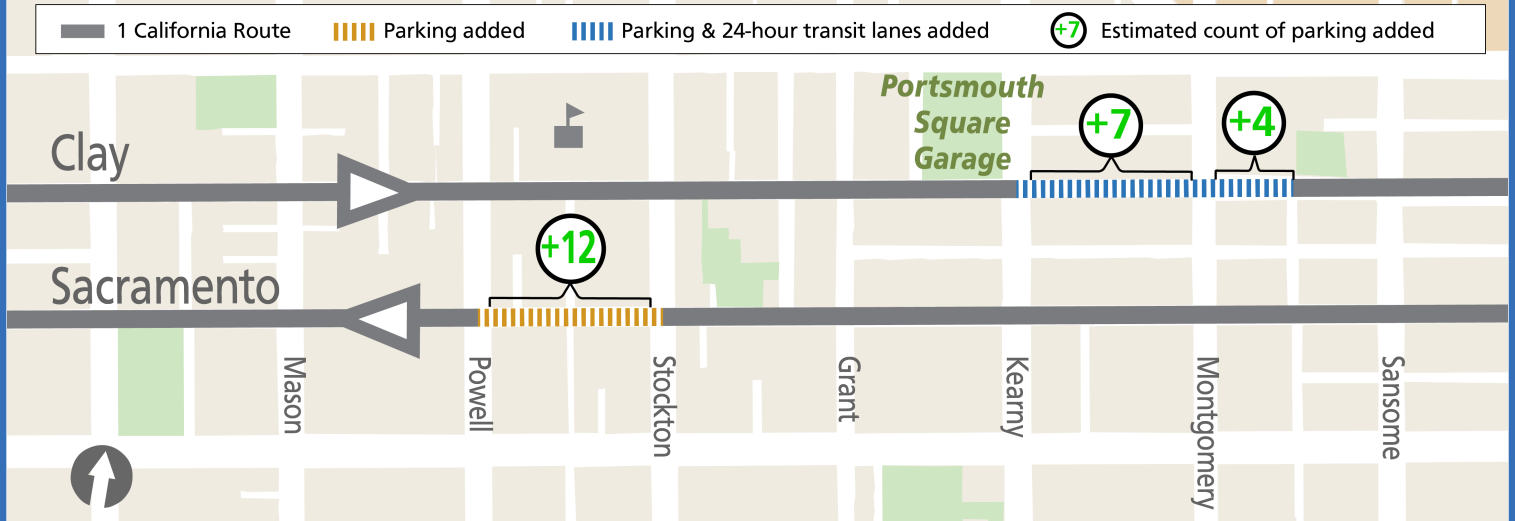 1 California Route
Parking added
Parking & 24-hour transit lanes added
+7
Estimated count of parking added
Portsmouth
Square
Garage
+7
+4
Clay
+12
Sacramento
Mason
Powell
Stockton
Grant
Kearny
Montgomery
Sansome